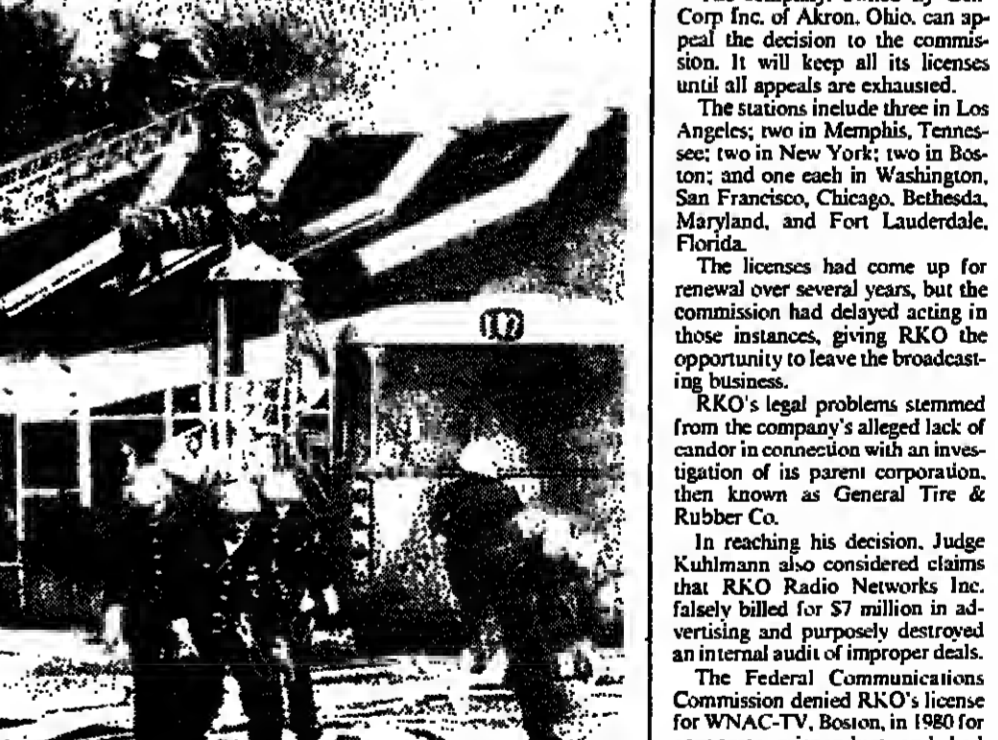 Corp Inc. of Akron, Ohio, can ap-
peal the decision to the commis-
sion. It will keep all its licenses
until all appeals are exhausted.
The stations include three in Los
Angeles; two in Memphis, Tennes-
see; two in New York; two in Bos-
ton; and one each in Washington,
San Francisco, Chicago, Bethesda,
Maryland, and Fort Lauderdale,
Florida.
The licenses had come up for
renewal over several years, but the
commission had delayed acting in
those instances, giving RKO the
opportunity to leave the broadcast-
ing business.
RKO's legal problems stemmed
from the company's alleged lack of
candor in connection with an inves-
tigation of its parent corporation,
then known as General Tire &
Rubber Co.
In reaching his decision, Judge
Kuhlmann also considered claims
that RKO Radio Networks Inc.
falsely billed for $7 million in ad-
vertising and purposely destroyed
an internal audit of improper deals.
The Federal Communications
Commission denied RKO's license
for WNAC-TV, Boston, in 1980 for